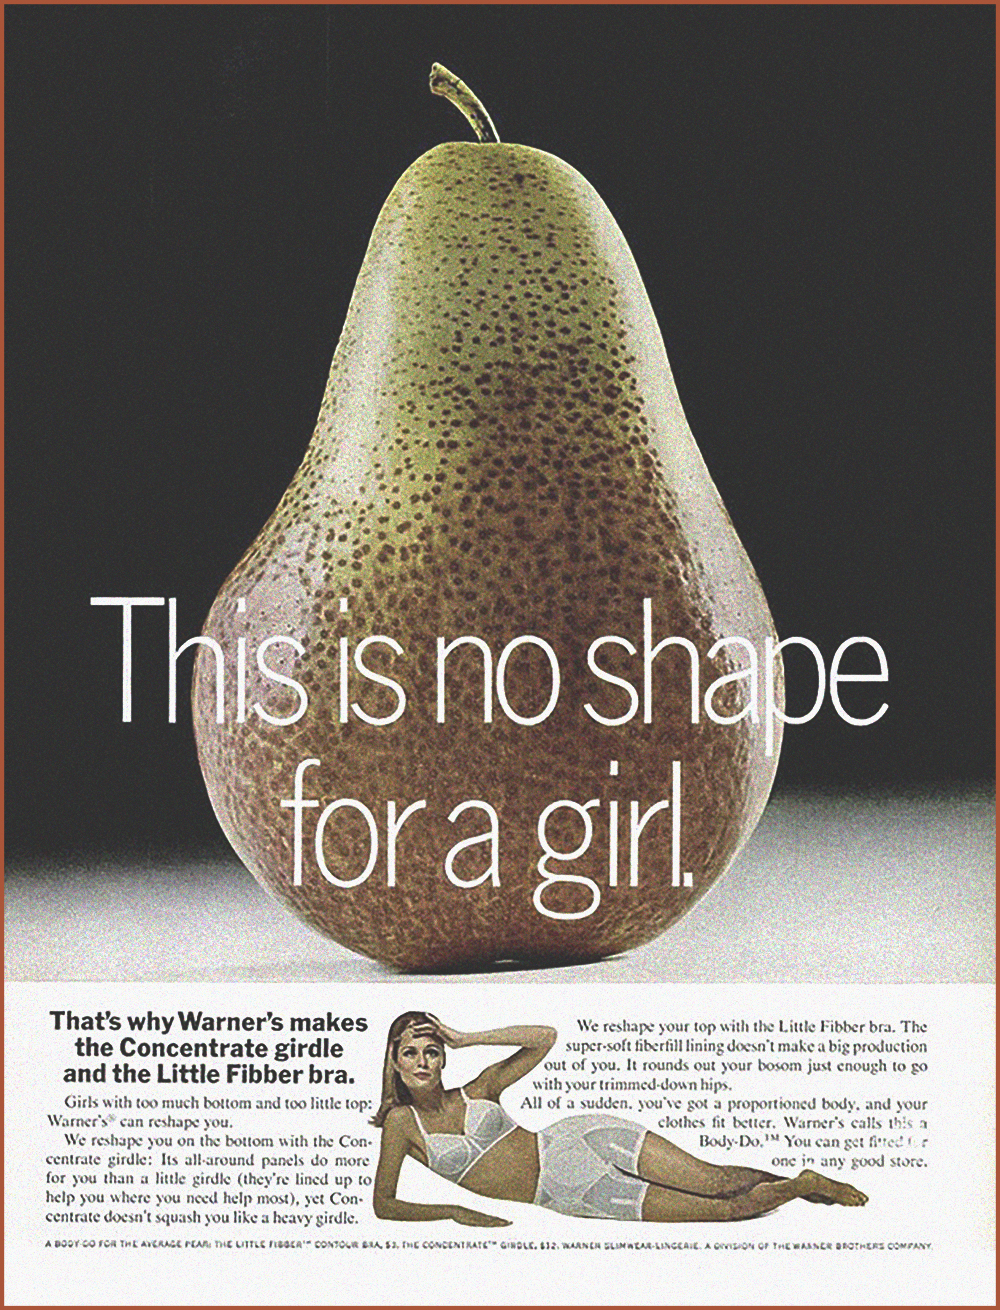 This is no shape
for a girl.
That's why Warner's makes
the Concentrate girdle
and the Little Fibber bra.
Girls with too much bottom and too little top:
Warner's® can reshape you.
We reshape you on the bottom with the Con-
centrate girdle: Its all-around panels do more
for you than a little girdle (they're lined up to
help you where you need help most), yet Con-
centrate doesn't squash you like a heavy girdle.
We reshape your top with the Little Fibber bra. The
super-soft fiberfill lining doesn't make a big production
out of you. It rounds out your bosom just enough to go
with your trimmed-down hips.
All of a sudden, you've got a proportioned body, and your
clothes fit better. Warner's calls this a
Body-Do.™ You can get fitted for
one in any good store.
A BODY-DO FOR THE AVERAGE PEAR: THE LITTLE FIBBER™ CONTOUR BRA, $3. THE CONCENTRATE™ GIRDLE, $12. WARNER SLIMWEAR-LINGERIE, A DIVISION OF THE WARNER BROTHERS COMPANY.